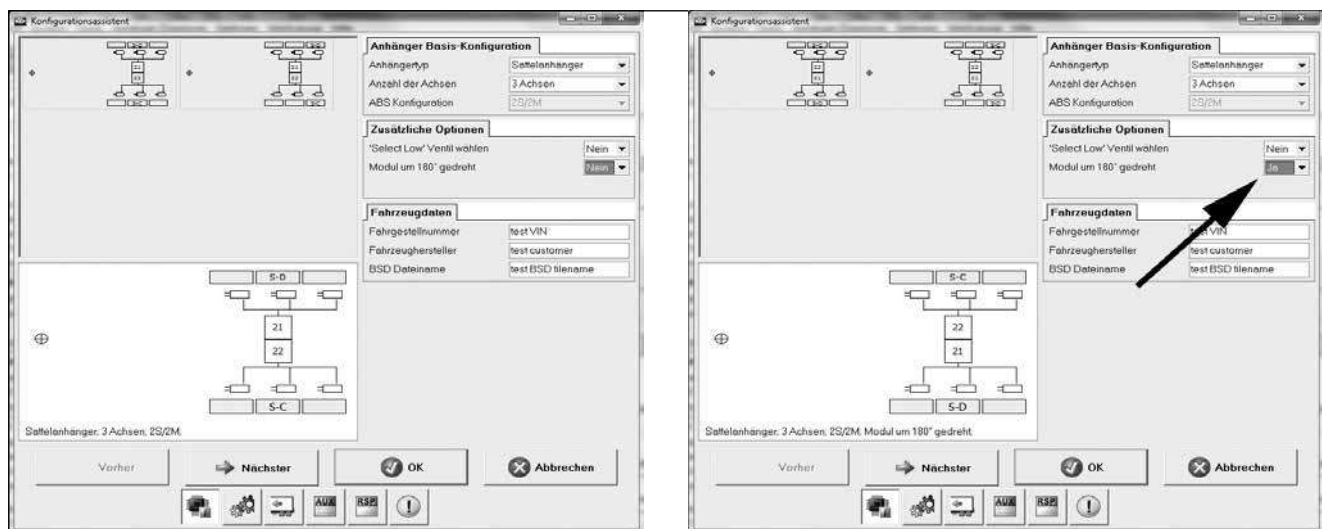 Konfigurationsassistent
Anhänger Basis-Konfiguration
Anhängertyp Sattelanhänger
Anzahl der Achsen 3 Achsen
ABS Konfiguration 2S/2M
Zusätzliche Optionen
'Select Low' Ventil wählen Nein
Modul um 180° gedreht Nein
Fahrzeugdaten
Fahrgestellnummer test VIN
Fahrzeughersteller test customer
BSD Dateiname test BSD filename
S-D
21
22
S-C
Sattelanhänger, 3 Achsen, 2S/2M,
Vorher Nächster OK Abbrechen
AUX RSP
Konfigurationsassistent
Anhänger Basis-Konfiguration
Anhängertyp Sattelanhänger
Anzahl der Achsen 3 Achsen
ABS Konfiguration 2S/2M
Zusätzliche Optionen
'Select Low' Ventil wählen Nein
Modul um 180° gedreht Ja
Fahrzeugdaten
Fahrgestellnummer test VIN
Fahrzeughersteller test customer
BSD Dateiname test BSD filename
S-C
22
21
S-D
Sattelanhänger, 3 Achsen, 2S/2M, Modul um 180° gedreht
Vorher Nächster OK Abbrechen
AUX RSP